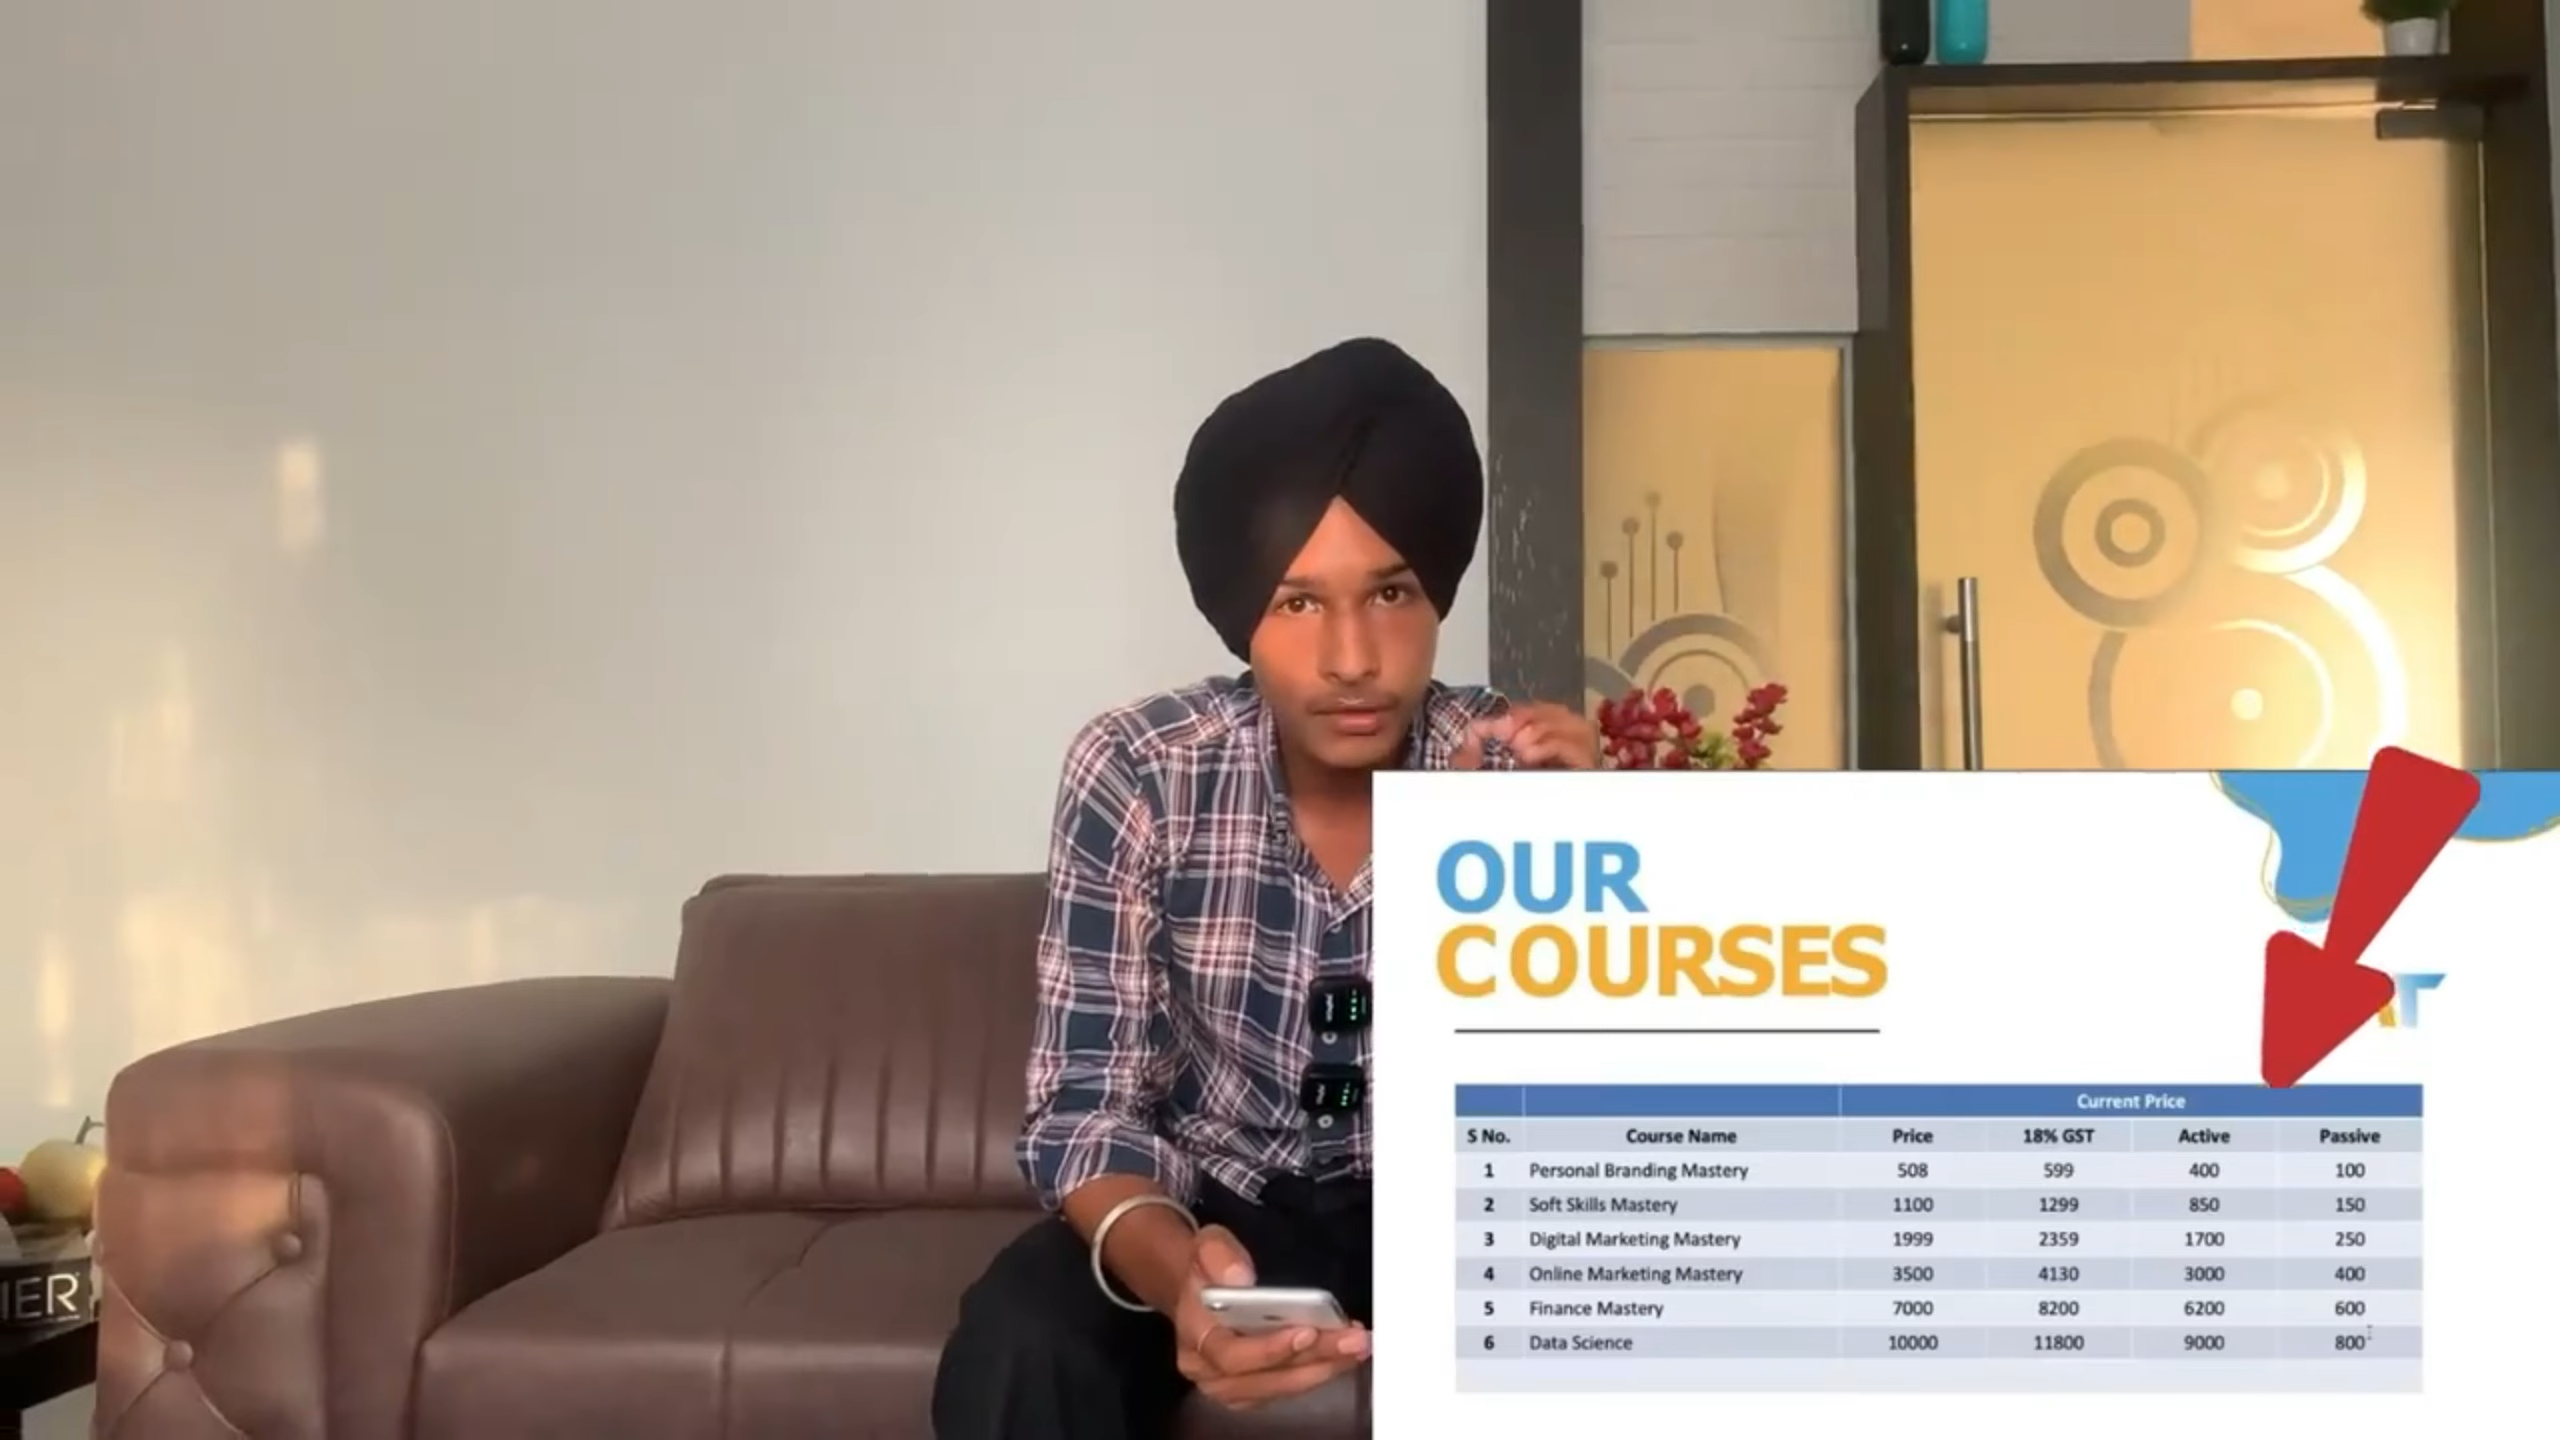 OUR
COURSES
Current Price
S No. Course Name Price 18% GST Active Passive
1 Personal Branding Mastery 508 599 400 100
2 Soft Skills Mastery 1100 1299 850 150
3 Digital Marketing Mastery 1999 2359 1700 250
4 Online Marketing Mastery 3500 4130 3000 400
5 Finance Mastery 7000 8200 6200 600
6 Data Science 10000 11800 9000 800
IER